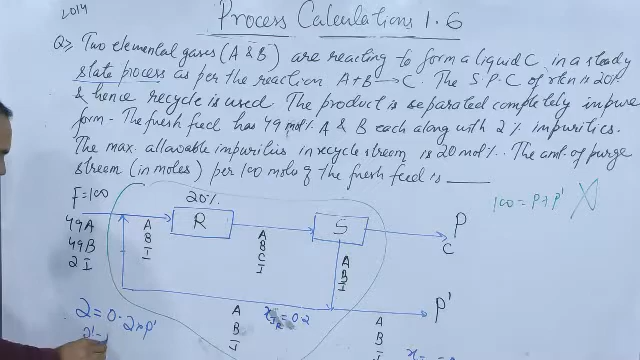 2014
Process Calculations 1.6
Q> Two elemental gases (A & B) are reacting to form a liquid C in a steady
state process as per the reaction A+B → C. The S.P.C of rxn is 20%
& hence recycle is used. The product is separated completely in pure
form. The fresh feed has 49 mol% A & B each along with 2% impurities.
The max. allowable impurities in recycle stream is 20 mol%. The amt. of purge
stream (in moles) per 100 mols of the fresh feed is ____
F=100
20%
100 = P + P'
49A
49B
2I
A
B
I
R
A
B
C
I
S
P
C
A
B
I
2 = 0.2 × P'
A
B
I
= 0.2
P'
A
B
I